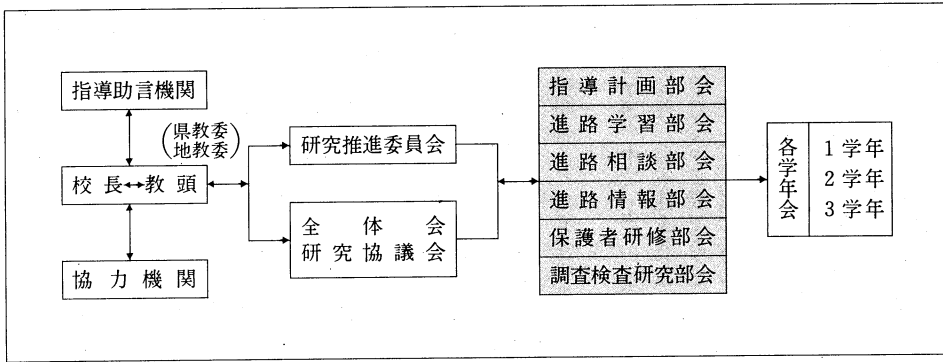 指導助言機関
(県教委
地教委)
校長↔教頭
協力機関
研究推進委員会
全体会
研究協議会
指導計画部会
進路学習部会
進路相談部会
進路情報部会
保護者研修部会
調査検査研究部会
各学年会
1学年
2学年
3学年